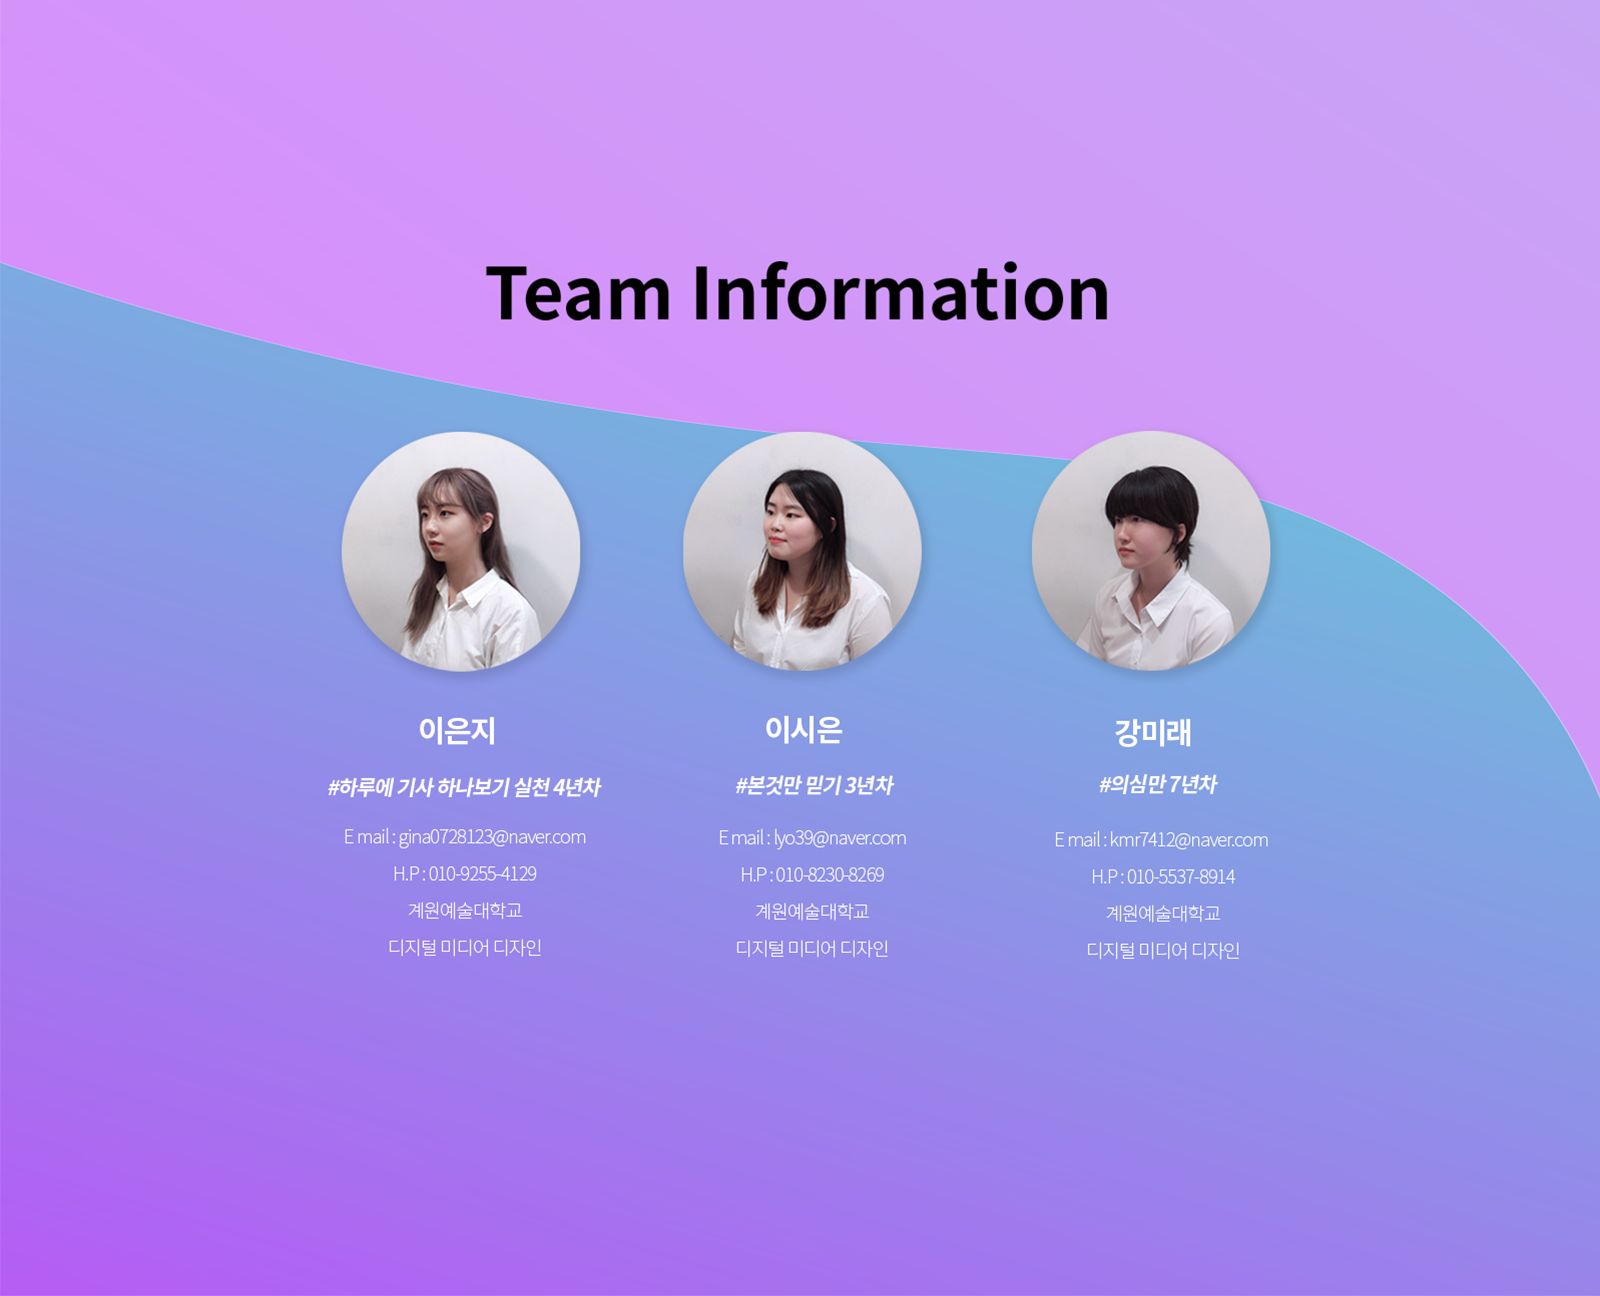 Team Information
이은지
#하루에 기사 하나보기 실천 4년차
E mail : gina0728123@naver.com
H.P : 010-9255-4129
계원예술대학교
디지털 미디어 디자인
이시은
#본것만 믿기 3년차
E mail : lyo39@naver.com
H.P : 010-8230-8269
계원예술대학교
디지털 미디어 디자인
강미래
#의심만 7년차
E mail : kmr7412@naver.com
H.P : 010-5537-8914
계원예술대학교
디지털 미디어 디자인